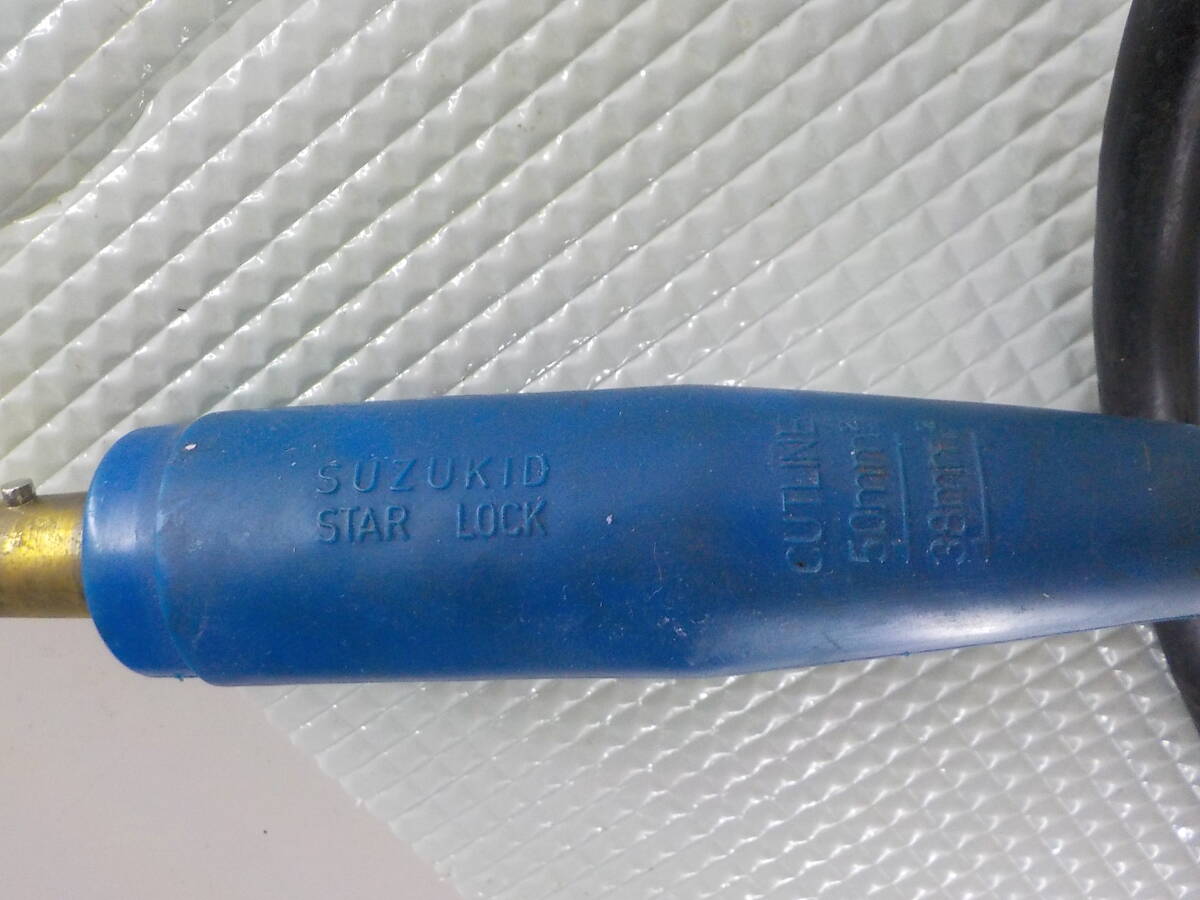 SUZUKID
STAR LOCK
CUTLINE
50mm²
38mm²